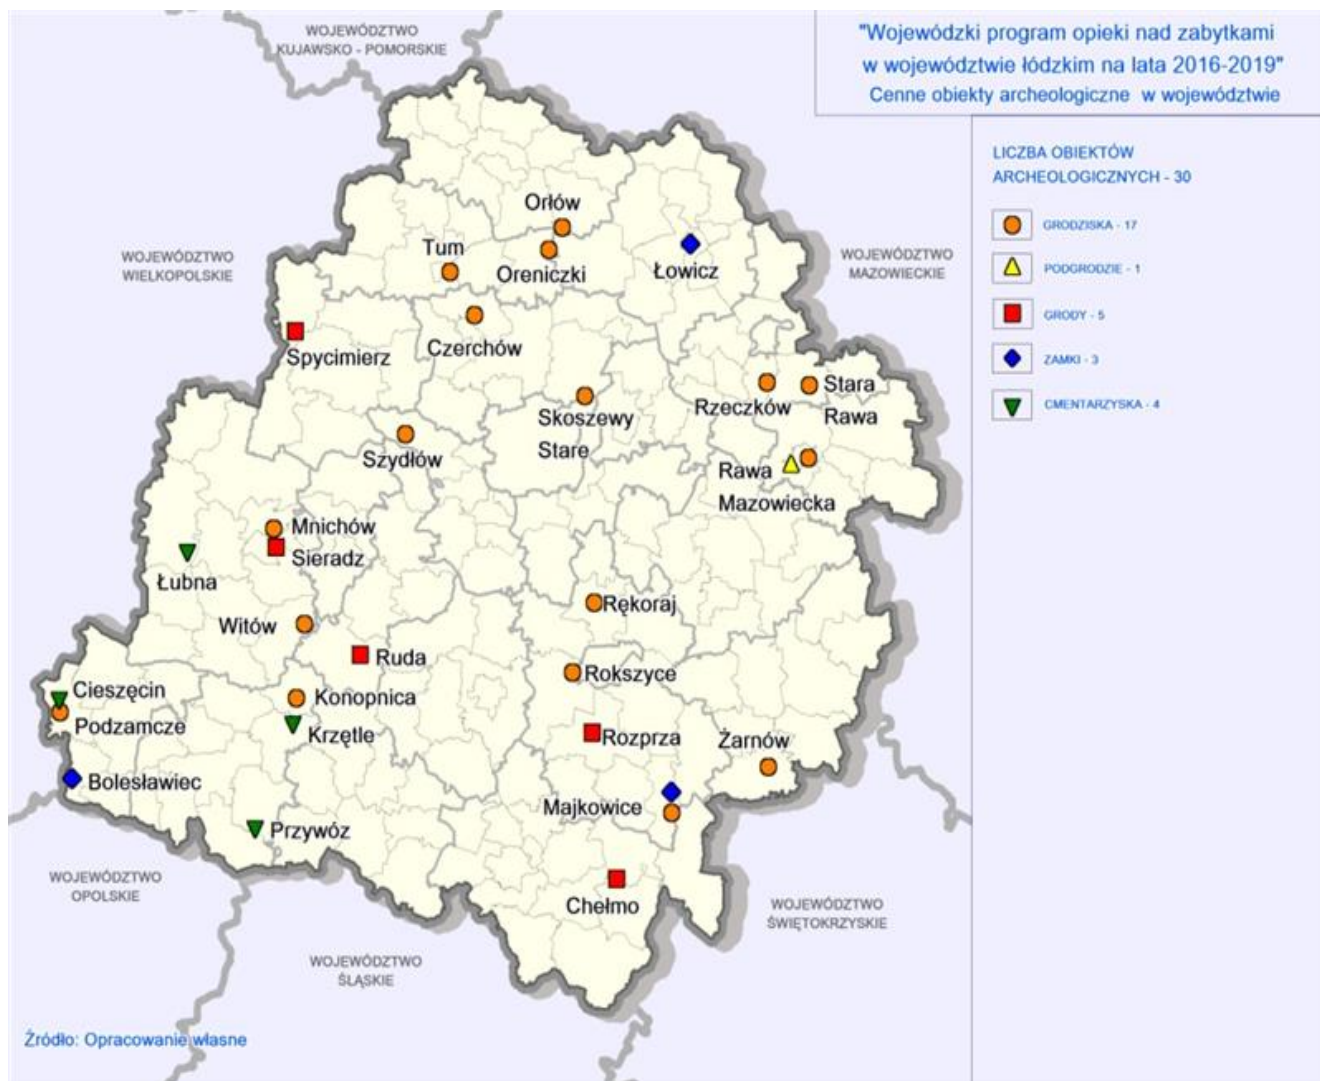 WOJEWÓDZTWO
KUJAWSKO - POMORSKIE
"Wojewódzki program opieki nad zabytkami
w województwie łódzkim na lata 2016-2019"
Cenne obiekty archeologiczne w województwie
LICZBA OBIEKTÓW
ARCHEOLOGICZNYCH - 30
GRODZISKA - 17
PODGRODZIE - 1
GRODY - 5
ZAMKI - 3
CMENTARZYSKA - 4
WOJEWÓDZTWO
WIELKOPOLSKIE
WOJEWÓDZTWO
MAZOWIECKIE
Orłów
Tum
Oreniczki
Łowicz
Czerchów
Spycimierz
Rzeczków
Stara
Rawa
Skoszewy
Stare
Szydłów
Rawa
Mazowiecka
Mnichów
Sieradz
Łubna
Rękoraj
Witów
Ruda
Rokszyce
Cieszęcin
Konopnica
Podzamcze
Krzętle
Rozprza
Żarnów
Bolesławiec
Majkowice
Przywóz
Chełmo
WOJEWÓDZTWO
OPOLSKIE
WOJEWÓDZTWO
ŚWIĘTOKRZYSKIE
WOJEWÓDZTWO
ŚLĄSKIE
Źródło: Opracowanie własne